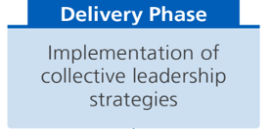 Delivery Phase
Implementation of
collective leadership
strategies